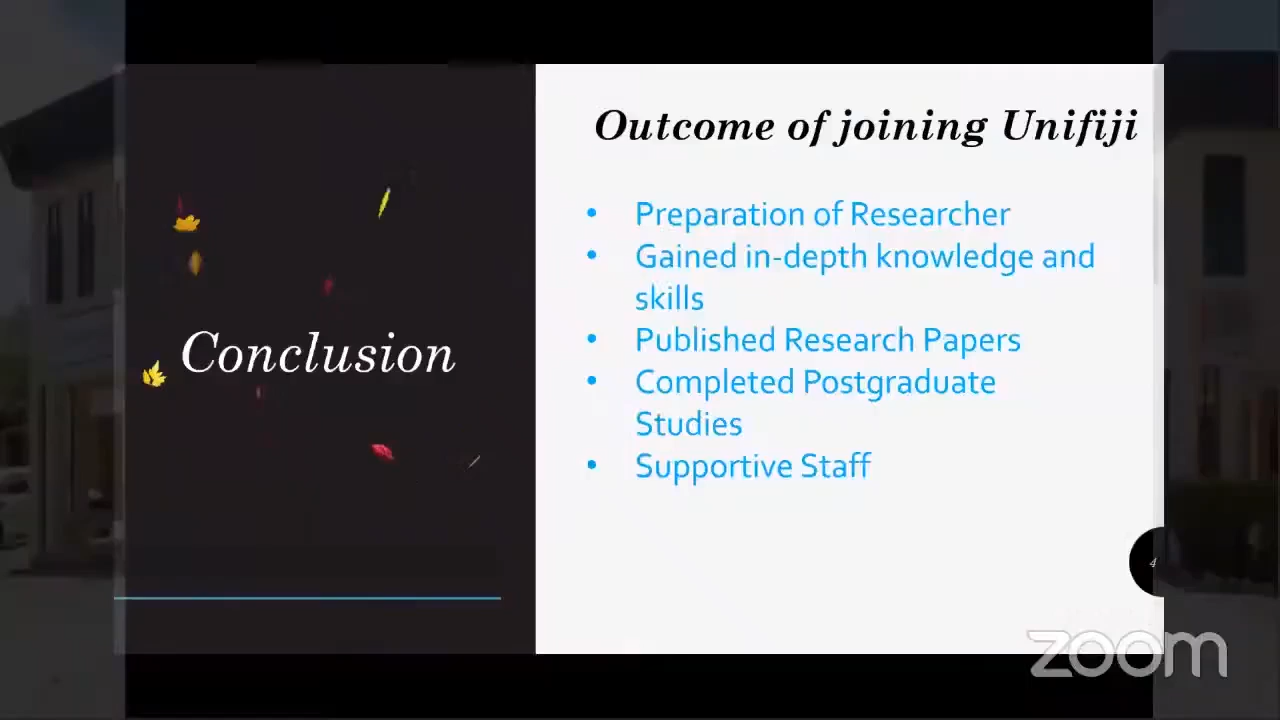 Outcome of joining Unifiji
Conclusion
• Preparation of Researcher
• Gained in-depth knowledge and
skills
• Published Research Papers
• Completed Postgraduate
Studies
• Supportive Staff
4
zoom